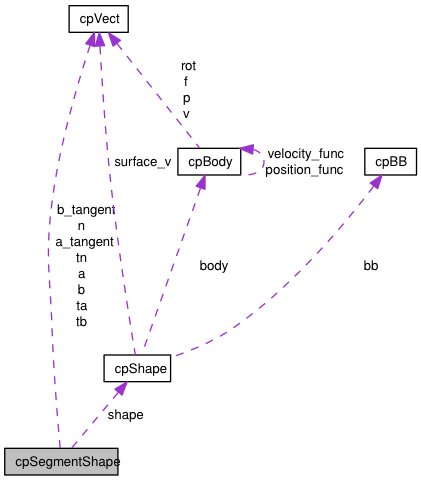 cpVect
rot
f
p
v
surface_v
cpBody
velocity_func
position_func
cpBB
b_tangent
n
a_tangent
tn
a
b
ta
tb
body
bb
cpShape
shape
cpSegmentShape